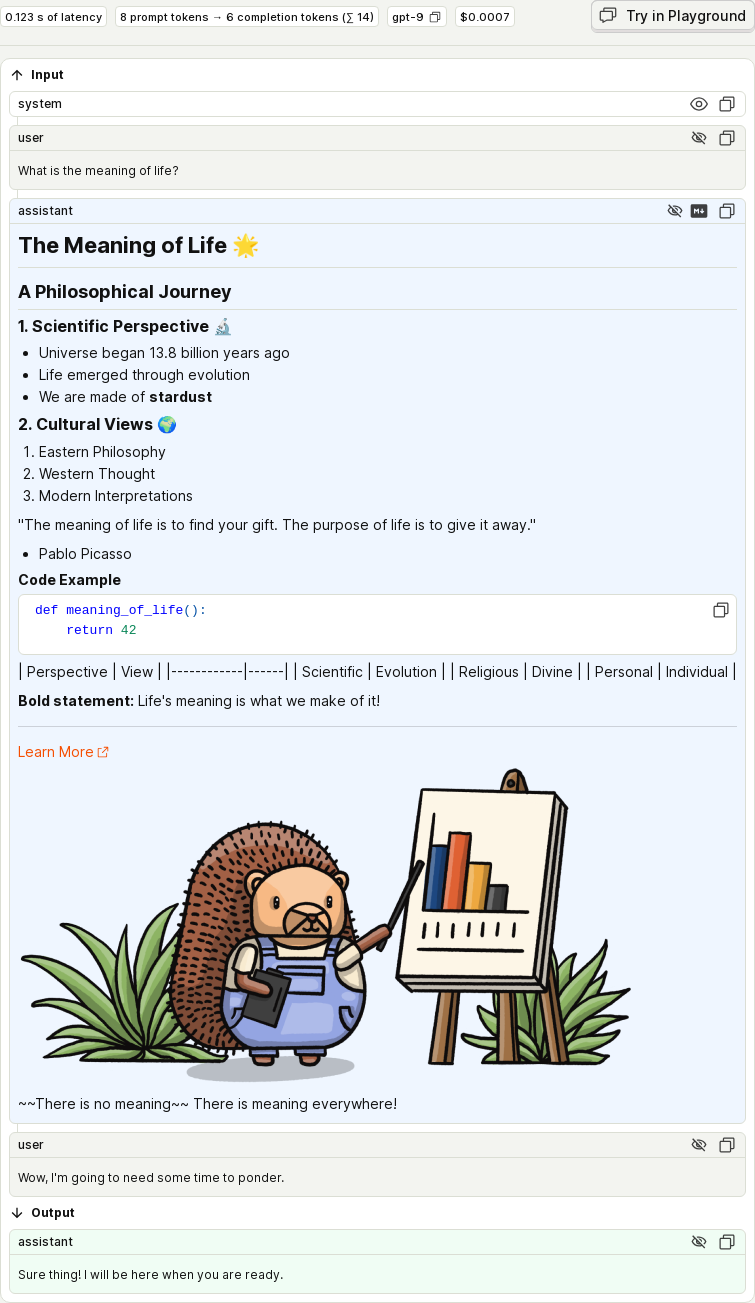 0.123 s of latency 8 prompt tokens → 6 completion tokens (∑ 14) gpt-9 $0.0007 Try in Playground
Input
system
user
What is the meaning of life?
assistant
The Meaning of Life 🌟
A Philosophical Journey
1. Scientific Perspective 🔬
• Universe began 13.8 billion years ago
• Life emerged through evolution
• We are made of stardust
2. Cultural Views 🌍
1. Eastern Philosophy
2. Western Thought
3. Modern Interpretations
"The meaning of life is to find your gift. The purpose of life is to give it away."
• Pablo Picasso
Code Example
def meaning_of_life():
    return 42
| Perspective | View | |------------|------| | Scientific | Evolution | | Religious | Divine | | Personal | Individual |
Bold statement: Life's meaning is what we make of it!
Learn More
~~There is no meaning~~ There is meaning everywhere!
user
Wow, I'm going to need some time to ponder.
Output
assistant
Sure thing! I will be here when you are ready.